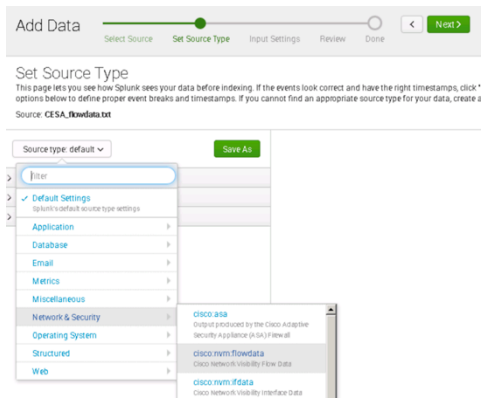 Add Data
Select Source
Set Source Type
Input Settings
Review
Done
<
Next >
Set Source Type
This page lets you see how Splunk sees your data before indexing. If the events look correct and have the right timestamps, click "
options below to define proper event breaks and timestamps. If you cannot find an appropriate source type for your data, create a
Source: CESA_flowdata.txt
Source type: default
Save As
filter
Default Settings
Splunk's default source type settings
Application
Database
Email
Metrics
Miscellaneous
Network & Security
Operating System
Structured
Web
cisco:asa
Output produced by the Cisco Adaptive
Security Appliance (ASA) Firewall
cisco:nvm:flowdata
Cisco Network Visibility Flow Data
cisco:nvm:ifdata
Cisco Network Visibility Interface Data